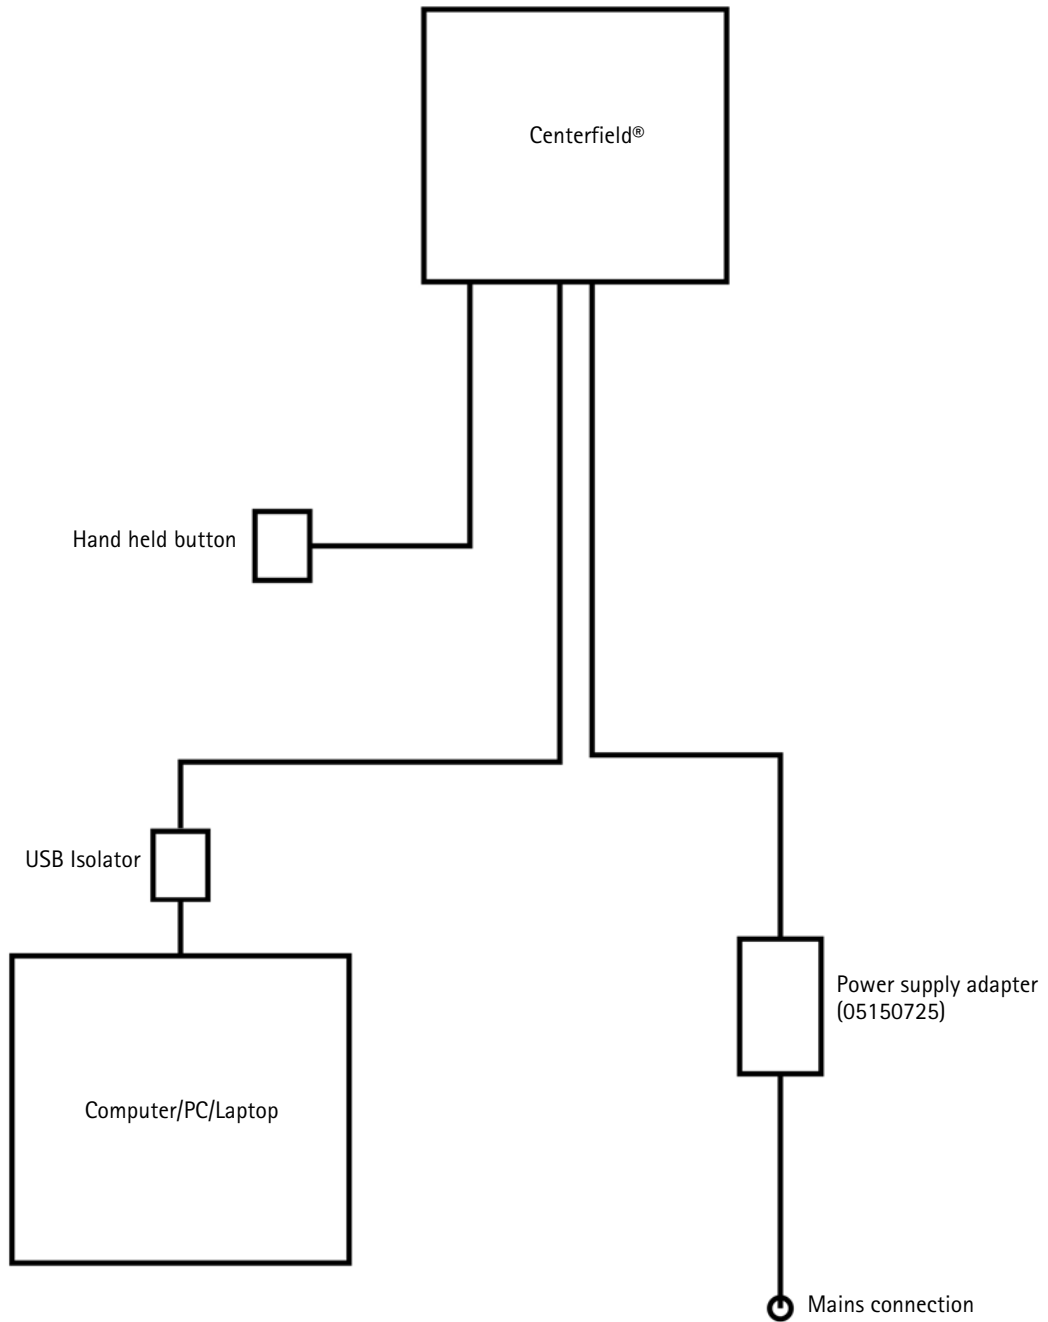 Centerfield®
Hand held button
USB Isolator
Power supply adapter
(05150725)
Computer/PC/Laptop
Mains connection